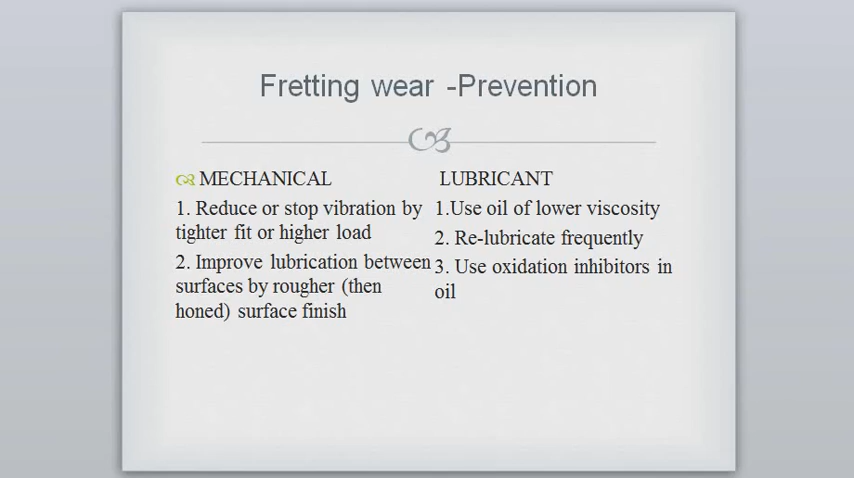 Fretting wear -Prevention
MECHANICAL
1. Reduce or stop vibration by
tighter fit or higher load
2. Improve lubrication between
surfaces by rougher (then
honed) surface finish
LUBRICANT
1.Use oil of lower viscosity
2. Re-lubricate frequently
3. Use oxidation inhibitors in
oil